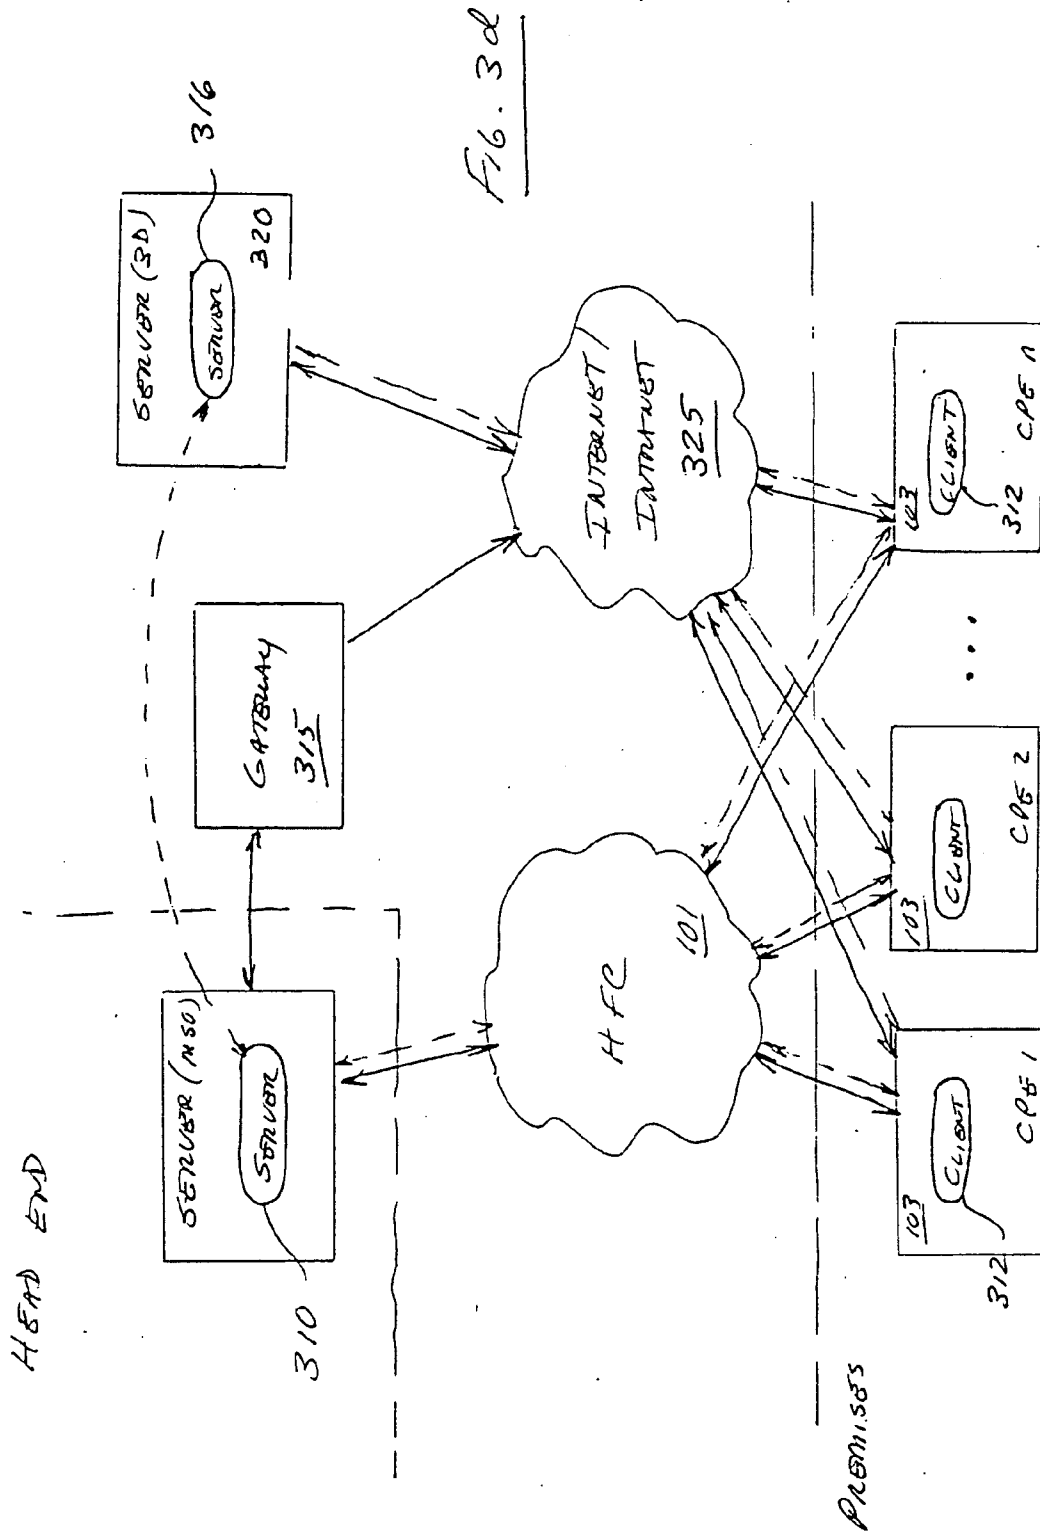 HEAD END
SERVER (MSO)
SERVER
310
GATEWAY
315
SERVER (3D)
SERVER
316
320
HFC
101
INTERNET/
INTRANET
325
FIG. 3d
PREMISES
103
CLIENT
312
CPE 1
103
CLIENT
CPE 2
...
103
CLIENT
312
CPE n